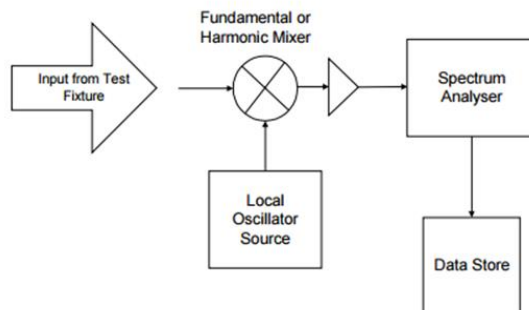 Fundamental or
Harmonic Mixer
Input from Test
Fixture
Spectrum
Analyser
Local
Oscillator
Source
Data Store